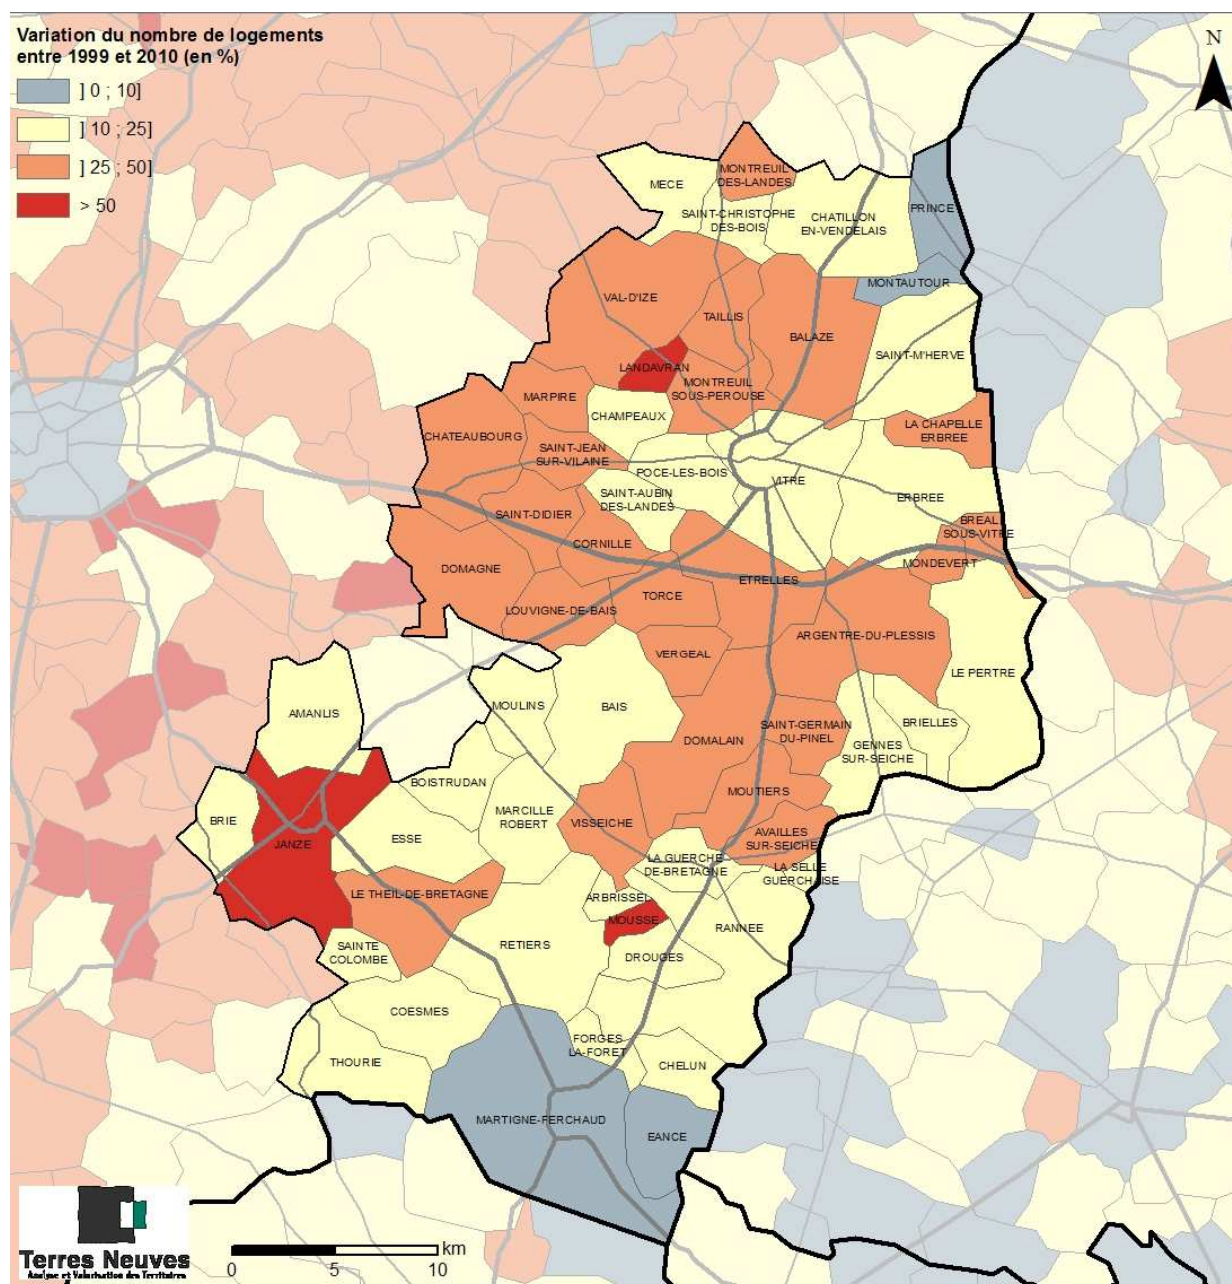 Variation du nombre de logements
entre 1999 et 2010 (en %)
] 0 ; 10]
] 10 ; 25]
] 25 ; 50]
> 50
N
MONTREUIL
DES-LANDES
MECE
SAINT-CHRISTOPHE
DES-BOIS
CHATILLON
EN-VENDELAIS
PRINCE
MONTAUTOUR
VAL-D'IZE
TAILLIS
BALAZE
SAINT-M'HERVE
LANDAVRAN
MONTREUIL
SOUS-PEROUSE
MARPIRE
CHAMPEAUX
LA CHAPELLE
ERBREE
CHATEAUBOURG
SAINT-JEAN
SUR-VILAINE
POCE-LES-BOIS
VITRE
SAINT-AUBIN
DES-LANDES
ERBREE
SAINT-DIDIER
CORNILLE
BREAL
SOUS-VITRE
MONDEVERT
DOMAGNE
ETRELLES
TORCE
LOUVIGNE-DE-BAIS
ARGENTRE-DU-PLESSIS
VERGEAL
LE PERTRE
AMANLIS
MOULINS
BAIS
BRIELLES
SAINT-GERMAIN
DU-PINEL
DOMALAIN
GENNES
SUR-SEICHE
BOISTRUDAN
MOUTIERS
MARCILLE
ROBERT
BRIE
VISSEICHE
ESSE
JANZE
AVAILLES
SUR-SEICHE
LA GUERCHE
DE-BRETAGNE
LA SELLE
GUERCHAISE
LE THEIL-DE-BRETAGNE
ARBRISSEL
MOUSSE
RANNEE
SAINTE
COLOMBE
RETIERS
DROUGES
COESMES
FORGES
LA-FORET
THOURIE
CHELUN
MARTIGNE-FERCHAUD
EANCE
Terres Neuves
Analyse et Valorisation des Territoires
km
0 5 10